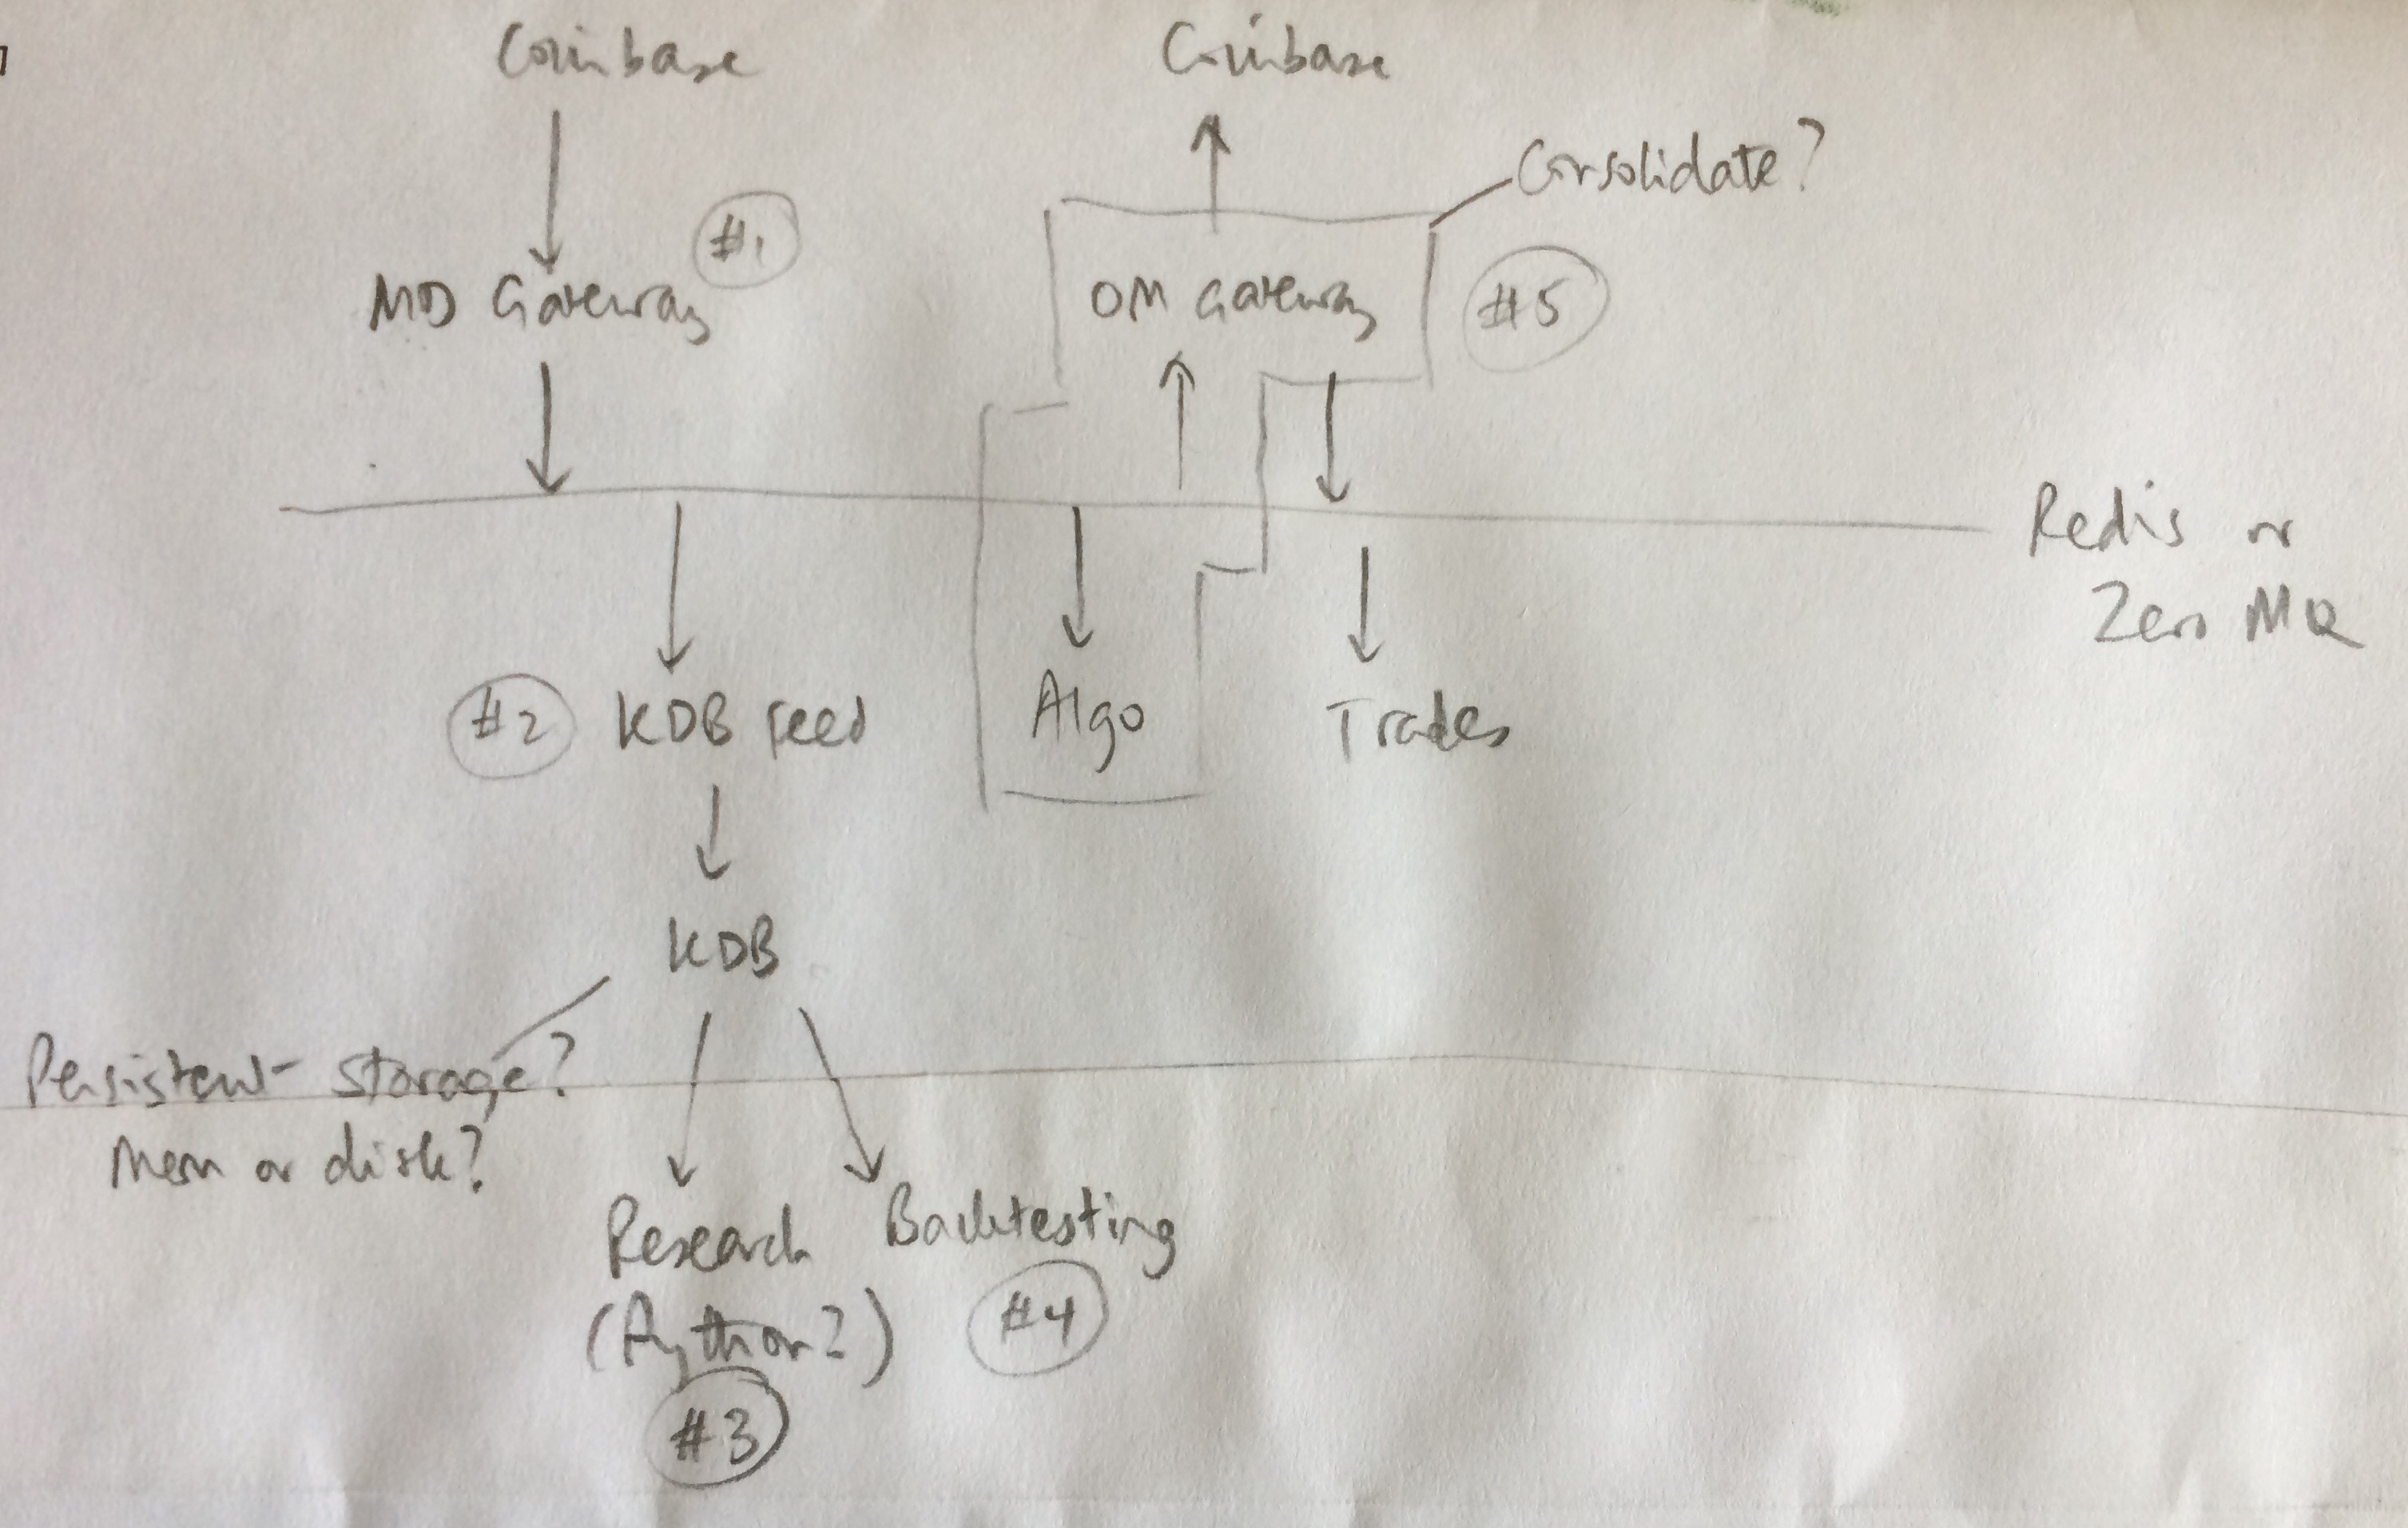 Coinbase
Coinbase
Consolidate?
#1
MD Gateway
OM Gateway
#5
Redis or
Zero MQ
#2
KDB Feed
Algo
Trades
KDB
Persistent storage?
Mem or disk?
Research
Backtesting
(Python?)
#4
#3